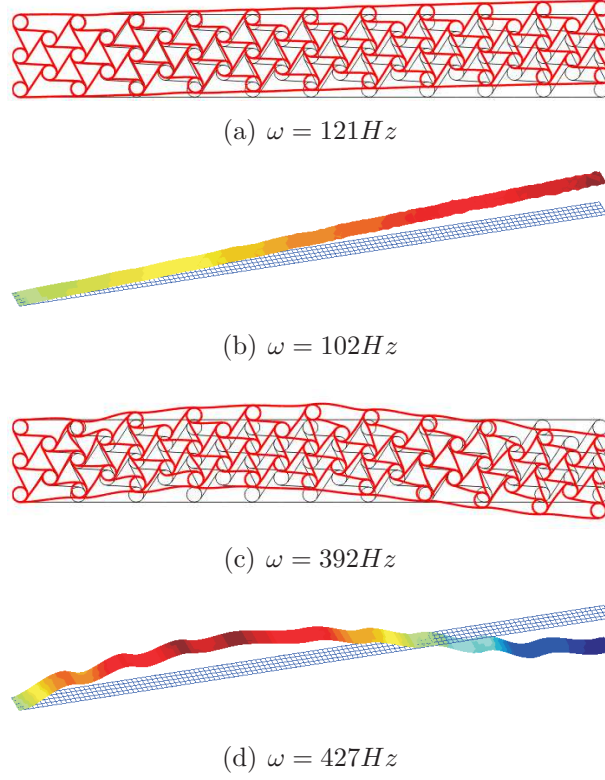 (a) ω = 121Hz
(b) ω = 102Hz
(c) ω = 392Hz
(d) ω = 427Hz